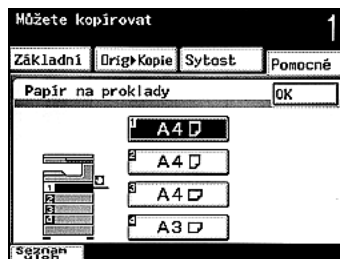 Můžete kopírovat 1
Základní Orig▸Kopie Sytost Pomocné
Papír na proklady OK
1 A4
2 A4
3 A4
4 A3
1
2
3
4
Seznam
úloh